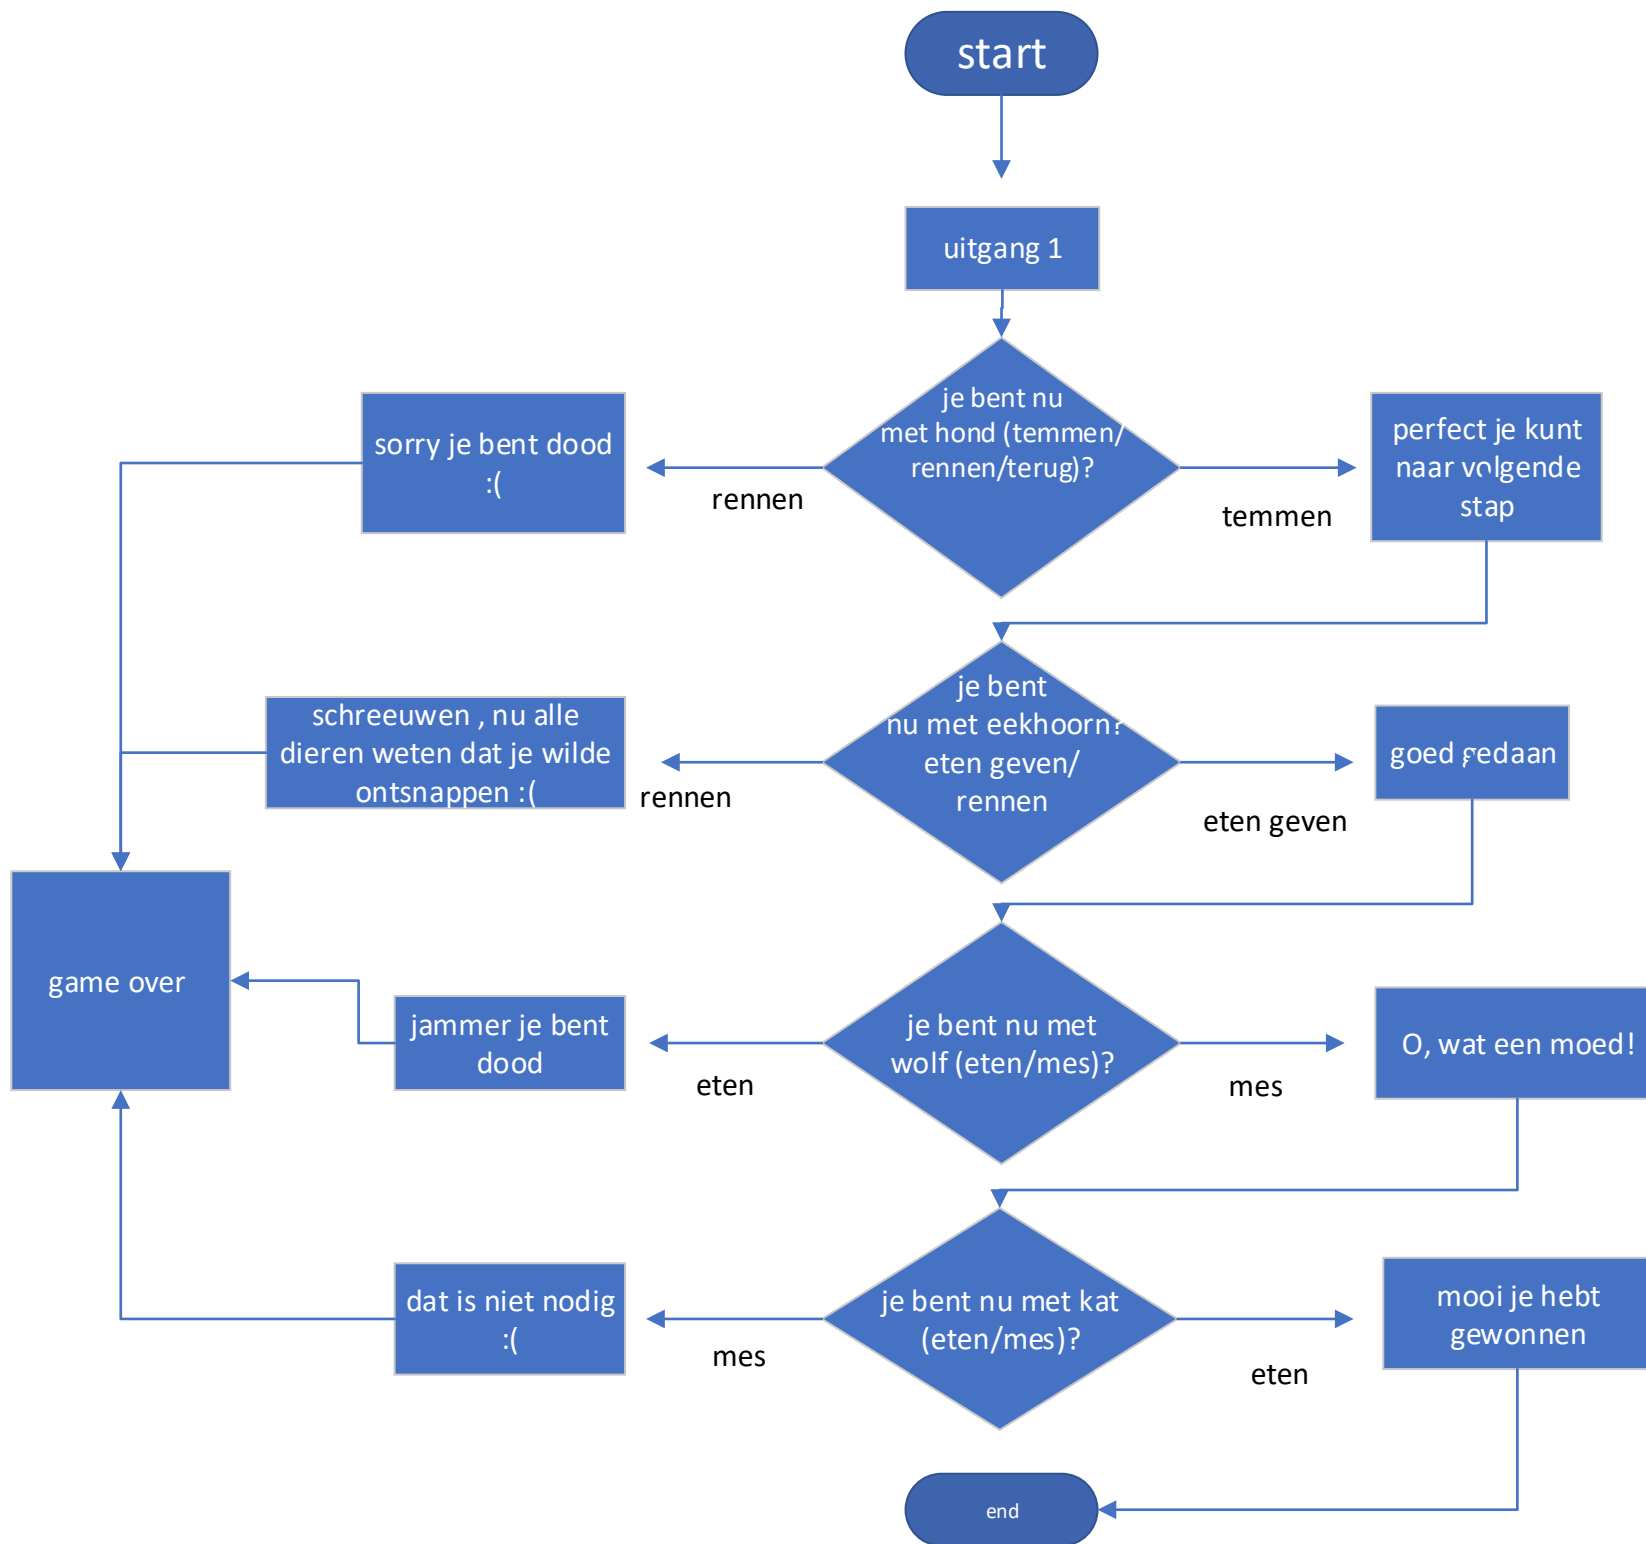 start
uitgang 1
je bent nu
met hond (temmen/
rennen/terug)?
sorry je bent dood
:(
rennen
temmen
perfect je kunt
naar volgende
stap
je bent
nu met eekhoorn?
eten geven/
rennen
schreeuwen , nu alle
dieren weten dat je wilde
ontsnappen :(
rennen
eten geven
goed gedaan
game over
je bent nu met
wolf (eten/mes)?
jammer je bent
dood
eten
mes
O, wat een moed!
je bent nu met kat
(eten/mes)?
dat is niet nodig
:(
mes
eten
mooi je hebt
gewonnen
end